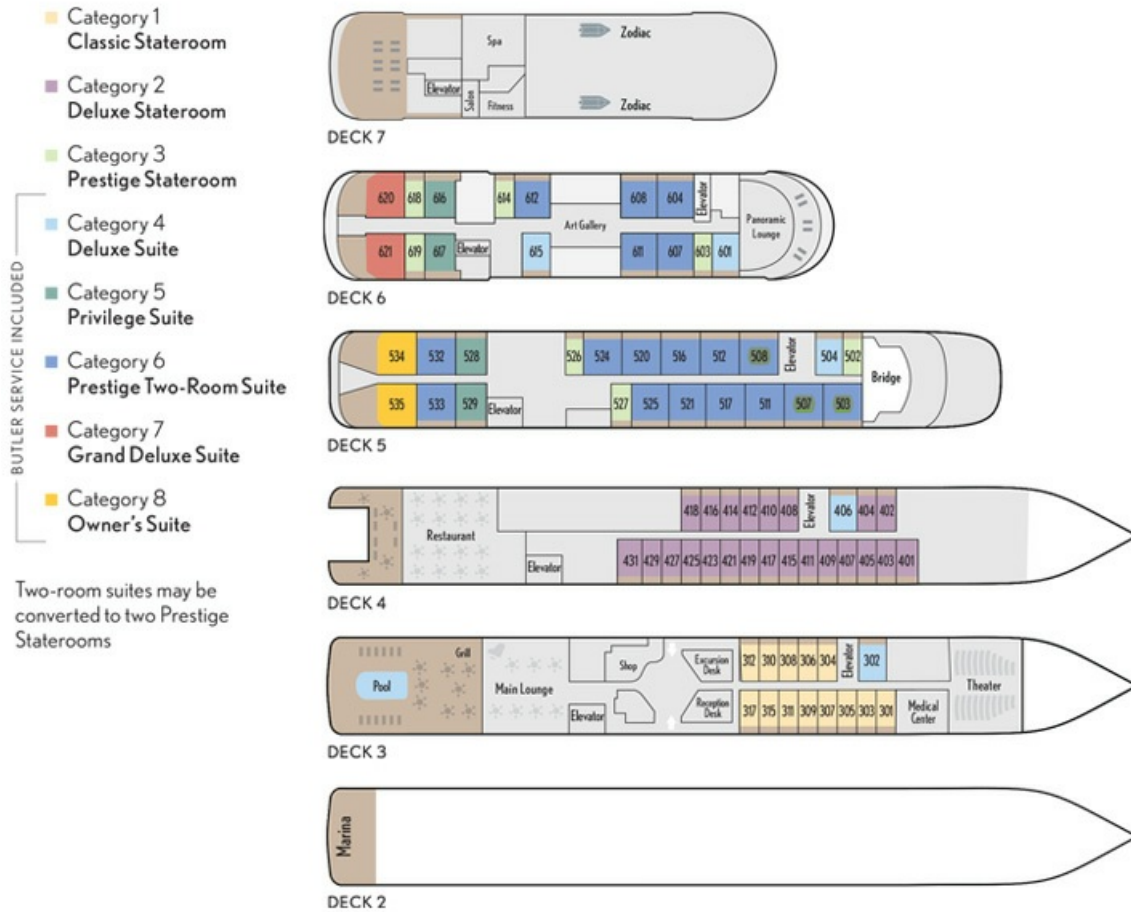 Category 1
Classic Stateroom
Category 2
Deluxe Stateroom
Category 3
Prestige Stateroom
BUTLER SERVICE INCLUDED
Category 4
Deluxe Suite
Category 5
Privilege Suite
Category 6
Prestige Two-Room Suite
Category 7
Grand Deluxe Suite
Category 8
Owner's Suite
Two-room suites may be
converted to two Prestige
Staterooms
Spa
Zodiac
Elevator
Salon
Fitness
Zodiac
DECK 7
620 618 616 614 612 608 604 Elevator
Art Gallery
Panoramic
Lounge
621 619 617 Elevator 615 611 607 603 601
DECK 6
534 532 528 526 524 520 516 512 508 Elevator 504 502
Bridge
535 533 529 Elevator 527 525 521 517 511 507 503
DECK 5
Restaurant
418 416 414 412 410 408 Elevator 406 404 402
Elevator
431 429 427 425 423 421 419 417 415 411 409 407 405 403 401
DECK 4
Grill
Pool
Main Lounge
Shop
Excursion
Desk
312 310 308 306 304 Elevator 302
Theater
Elevator
Reception
Desk
317 315 311 309 307 305 303 301
Medical
Center
DECK 3
Marina
DECK 2